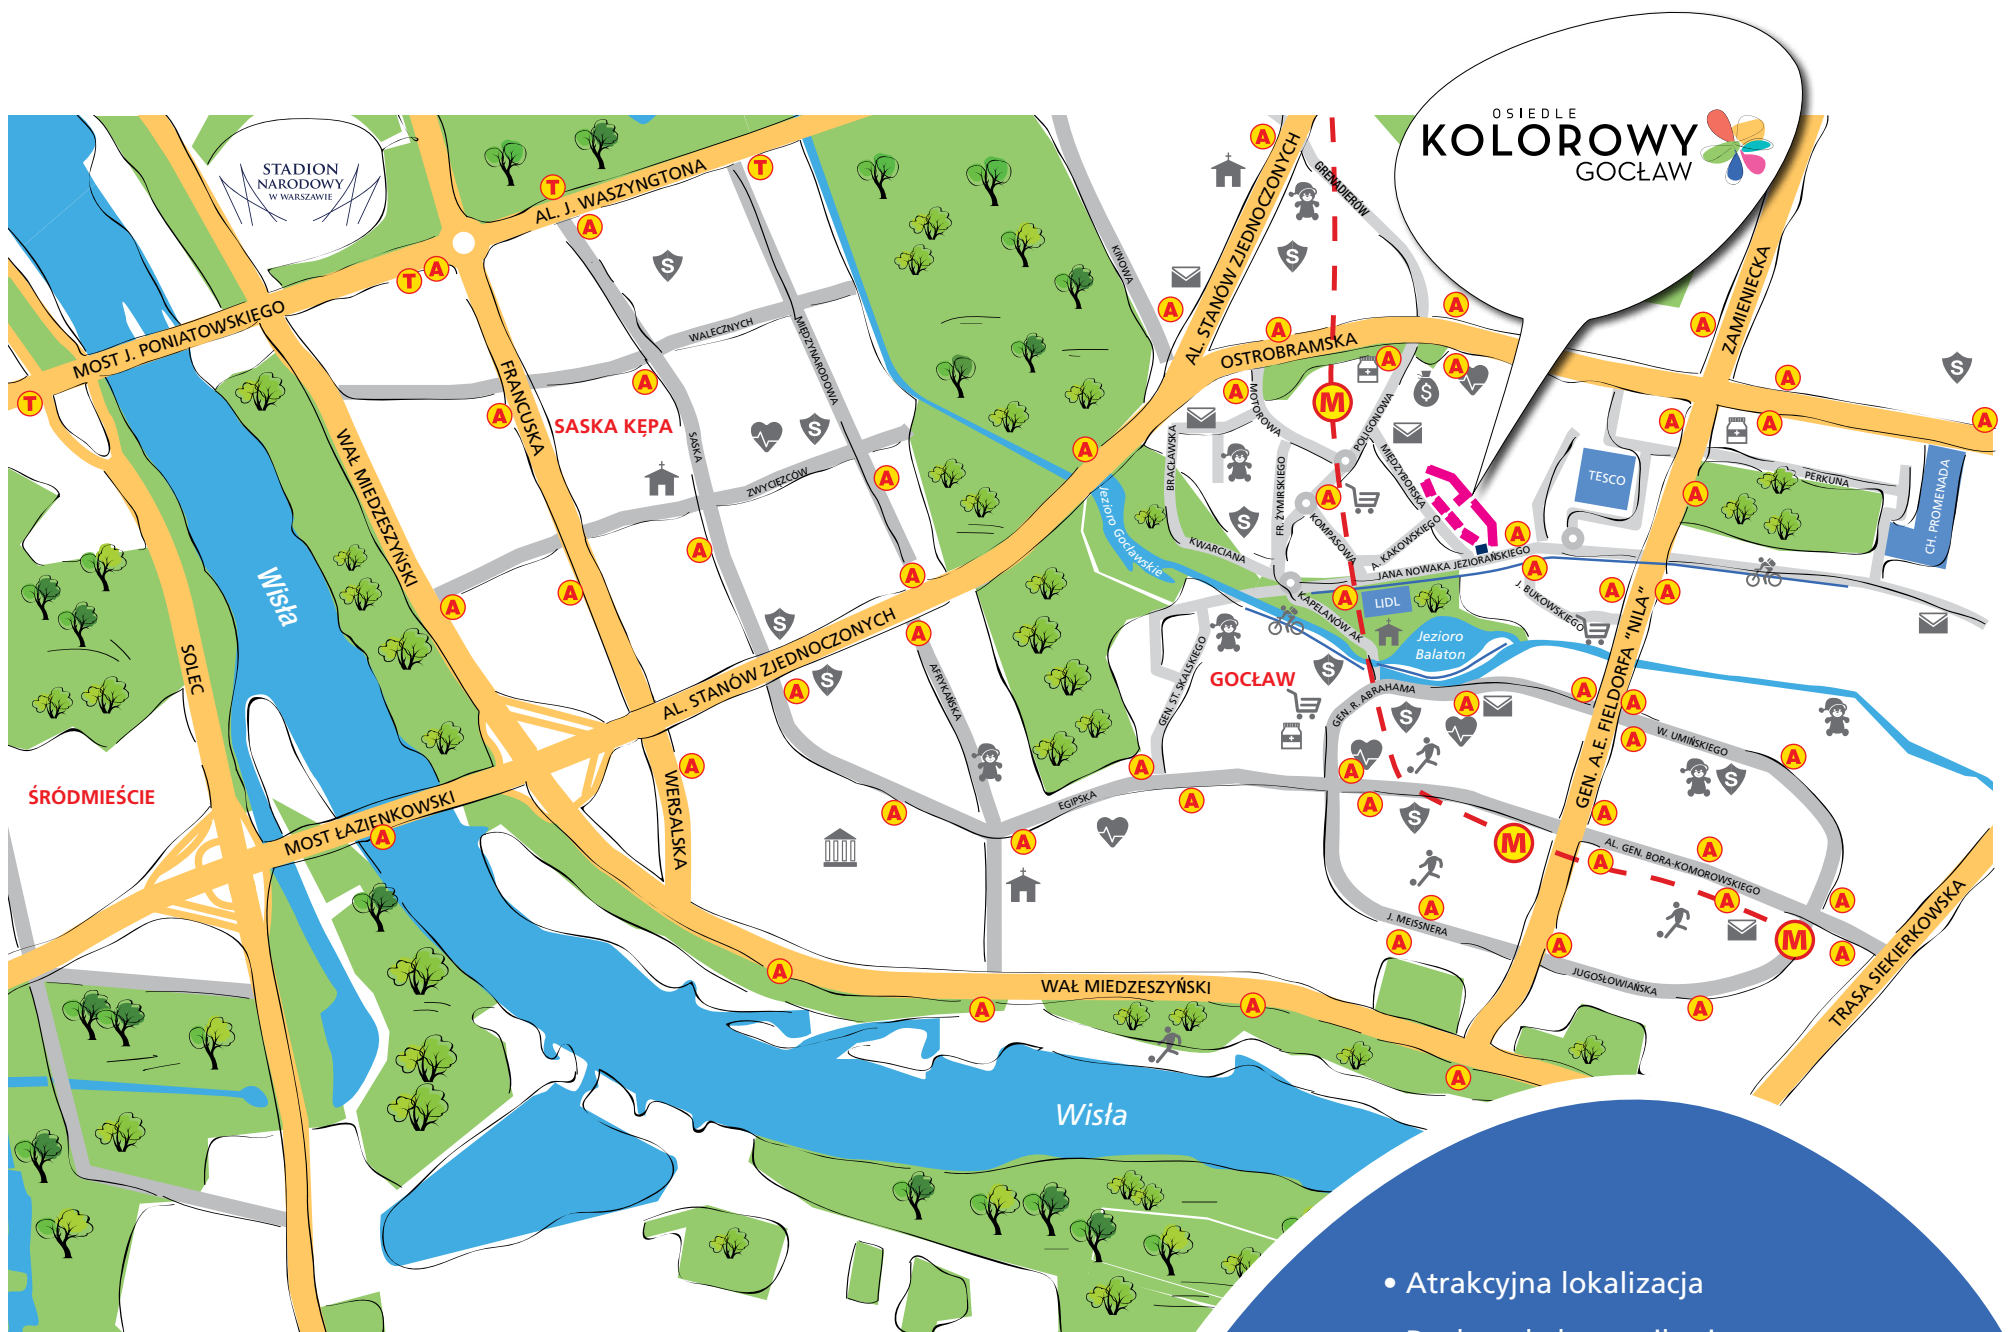 OSIEDLE
KOLOROWY
GOCŁAW
STADION
NARODOWY
W WARSZAWIE
T
AL. J. WASZYNGTONA
T
A
A
GRENADIERÓW
AL. STANÓW ZJEDNOCZONYCH
KINOWA
ZAMIENIECKA
S
S
T
A
MOST J. PONIATOWSKIEGO
WALECZNYCH
MIĘDZYNARODOWA
A
A
A
A
OSTROBRAMSKA
S
T
FRANCUSKA
A
A
SASKA KĘPA
A
A
A
M
$
A
A
A
A
A
MOTOROWA
POLIGONOWA
WAŁ MIEDZESZYŃSKI
SASKA
S
ZWYCIĘZCÓW
A
A
BRACŁAWSKA
FR. ŻYMIRSKIEGO
MIĘDZYBORSKA
TESCO
PERKUNA
CH. PROMENADA
A
A
S
KOMPASOWA
A. KAKOWSKIEGO
A
Jezioro Gocławskie
KWARCIANA
JANA NOWAKA JEZIORAŃSKIEGO
A
A
A
A
A
A
A
A
LIDL
J. BUKOWSKIEGO
KAPELANÓW AK
Wisła
S
A
AL. STANÓW ZJEDNOCZONYCH
AFRYKAŃSKA
GEN. ST. SKALSKIEGO
Jezioro
Balaton
GEN. A.E. FIELDORFA "NILA"
SOLEC
A
S
GOCŁAW
S
GEN. R. ABRAHAMA
A
A
A
S
A
W. UMIŃSKIEGO
A
ŚRÓDMIEŚCIE
A
WERSALSKA
A
A
S
MOST ŁAZIENKOWSKI
A
A
EGIPSKA
A
A
A
S
A
M
A
AL. GEN. BORA-KOMOROWSKIEGO
A
A
A
A
J. MEISSNERA
A
A
M
A
A
JUGOSŁOWIAŃSKA
A
TRASA SIEKIERKOWSKA
A
A
WAŁ MIEDZESZYŃSKI
A
A
Wisła
• Atrakcyjna lokalizacja